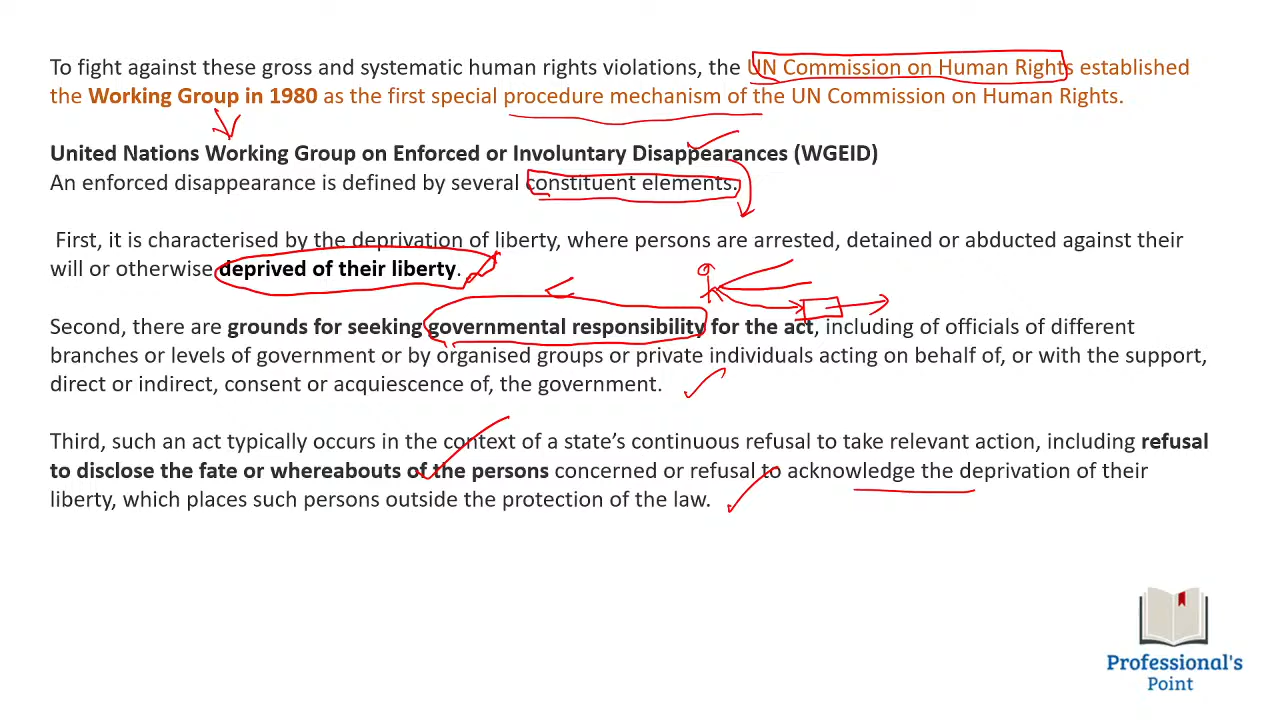 To fight against these gross and systematic human rights violations, the UN Commission on Human Rights established
the Working Group in 1980 as the first special procedure mechanism of the UN Commission on Human Rights.
United Nations Working Group on Enforced or Involuntary Disappearances (WGEID)
An enforced disappearance is defined by several constituent elements.
First, it is characterised by the deprivation of liberty, where persons are arrested, detained or abducted against their
will or otherwise deprived of their liberty.
Second, there are grounds for seeking governmental responsibility for the act, including of officials of different
branches or levels of government or by organised groups or private individuals acting on behalf of, or with the support,
direct or indirect, consent or acquiescence of, the government.
Third, such an act typically occurs in the context of a state's continuous refusal to take relevant action, including refusal
to disclose the fate or whereabouts of the persons concerned or refusal to acknowledge the deprivation of their
liberty, which places such persons outside the protection of the law.
Professional's
Point